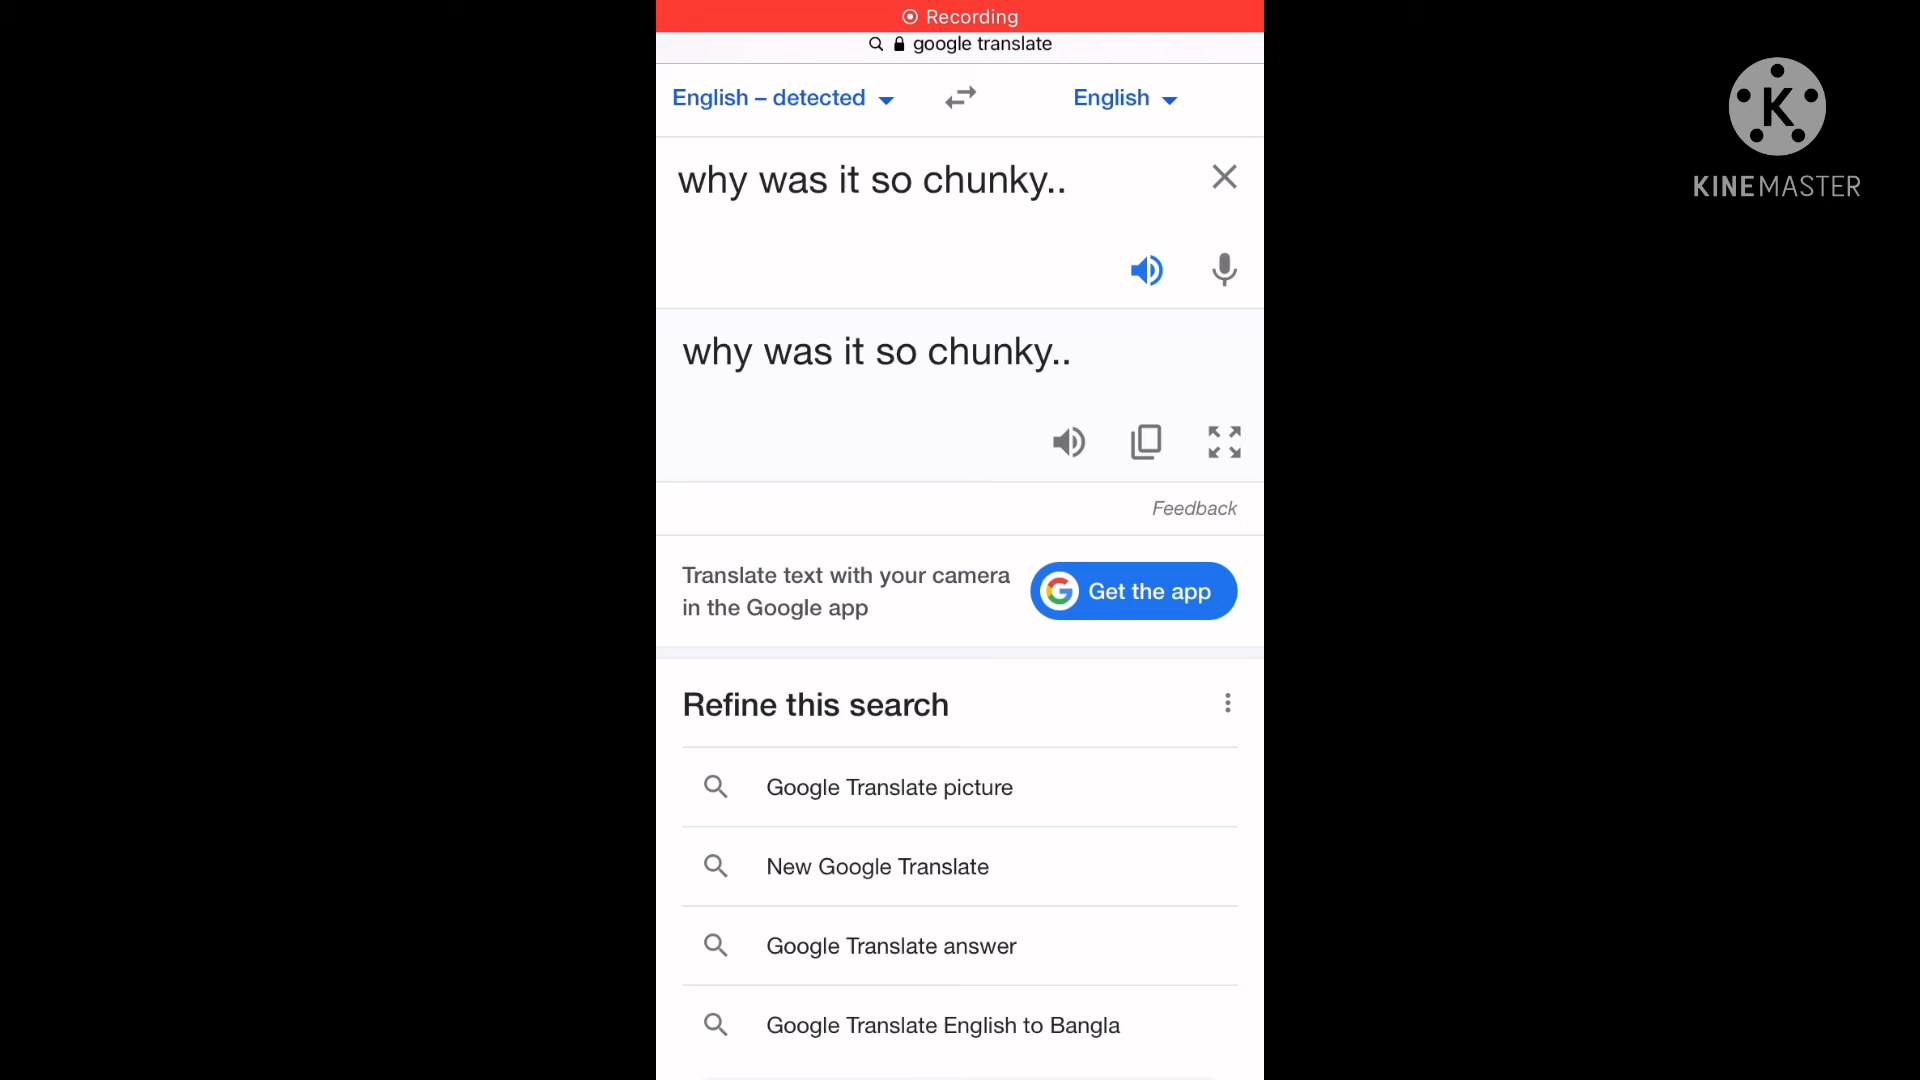 Recording
google translate
English – detected
English
why was it so chunky..
why was it so chunky..
Feedback
Translate text with your camera
in the Google app
Get the app
Refine this search
Google Translate picture
New Google Translate
Google Translate answer
Google Translate English to Bangla
K
KINEMASTER